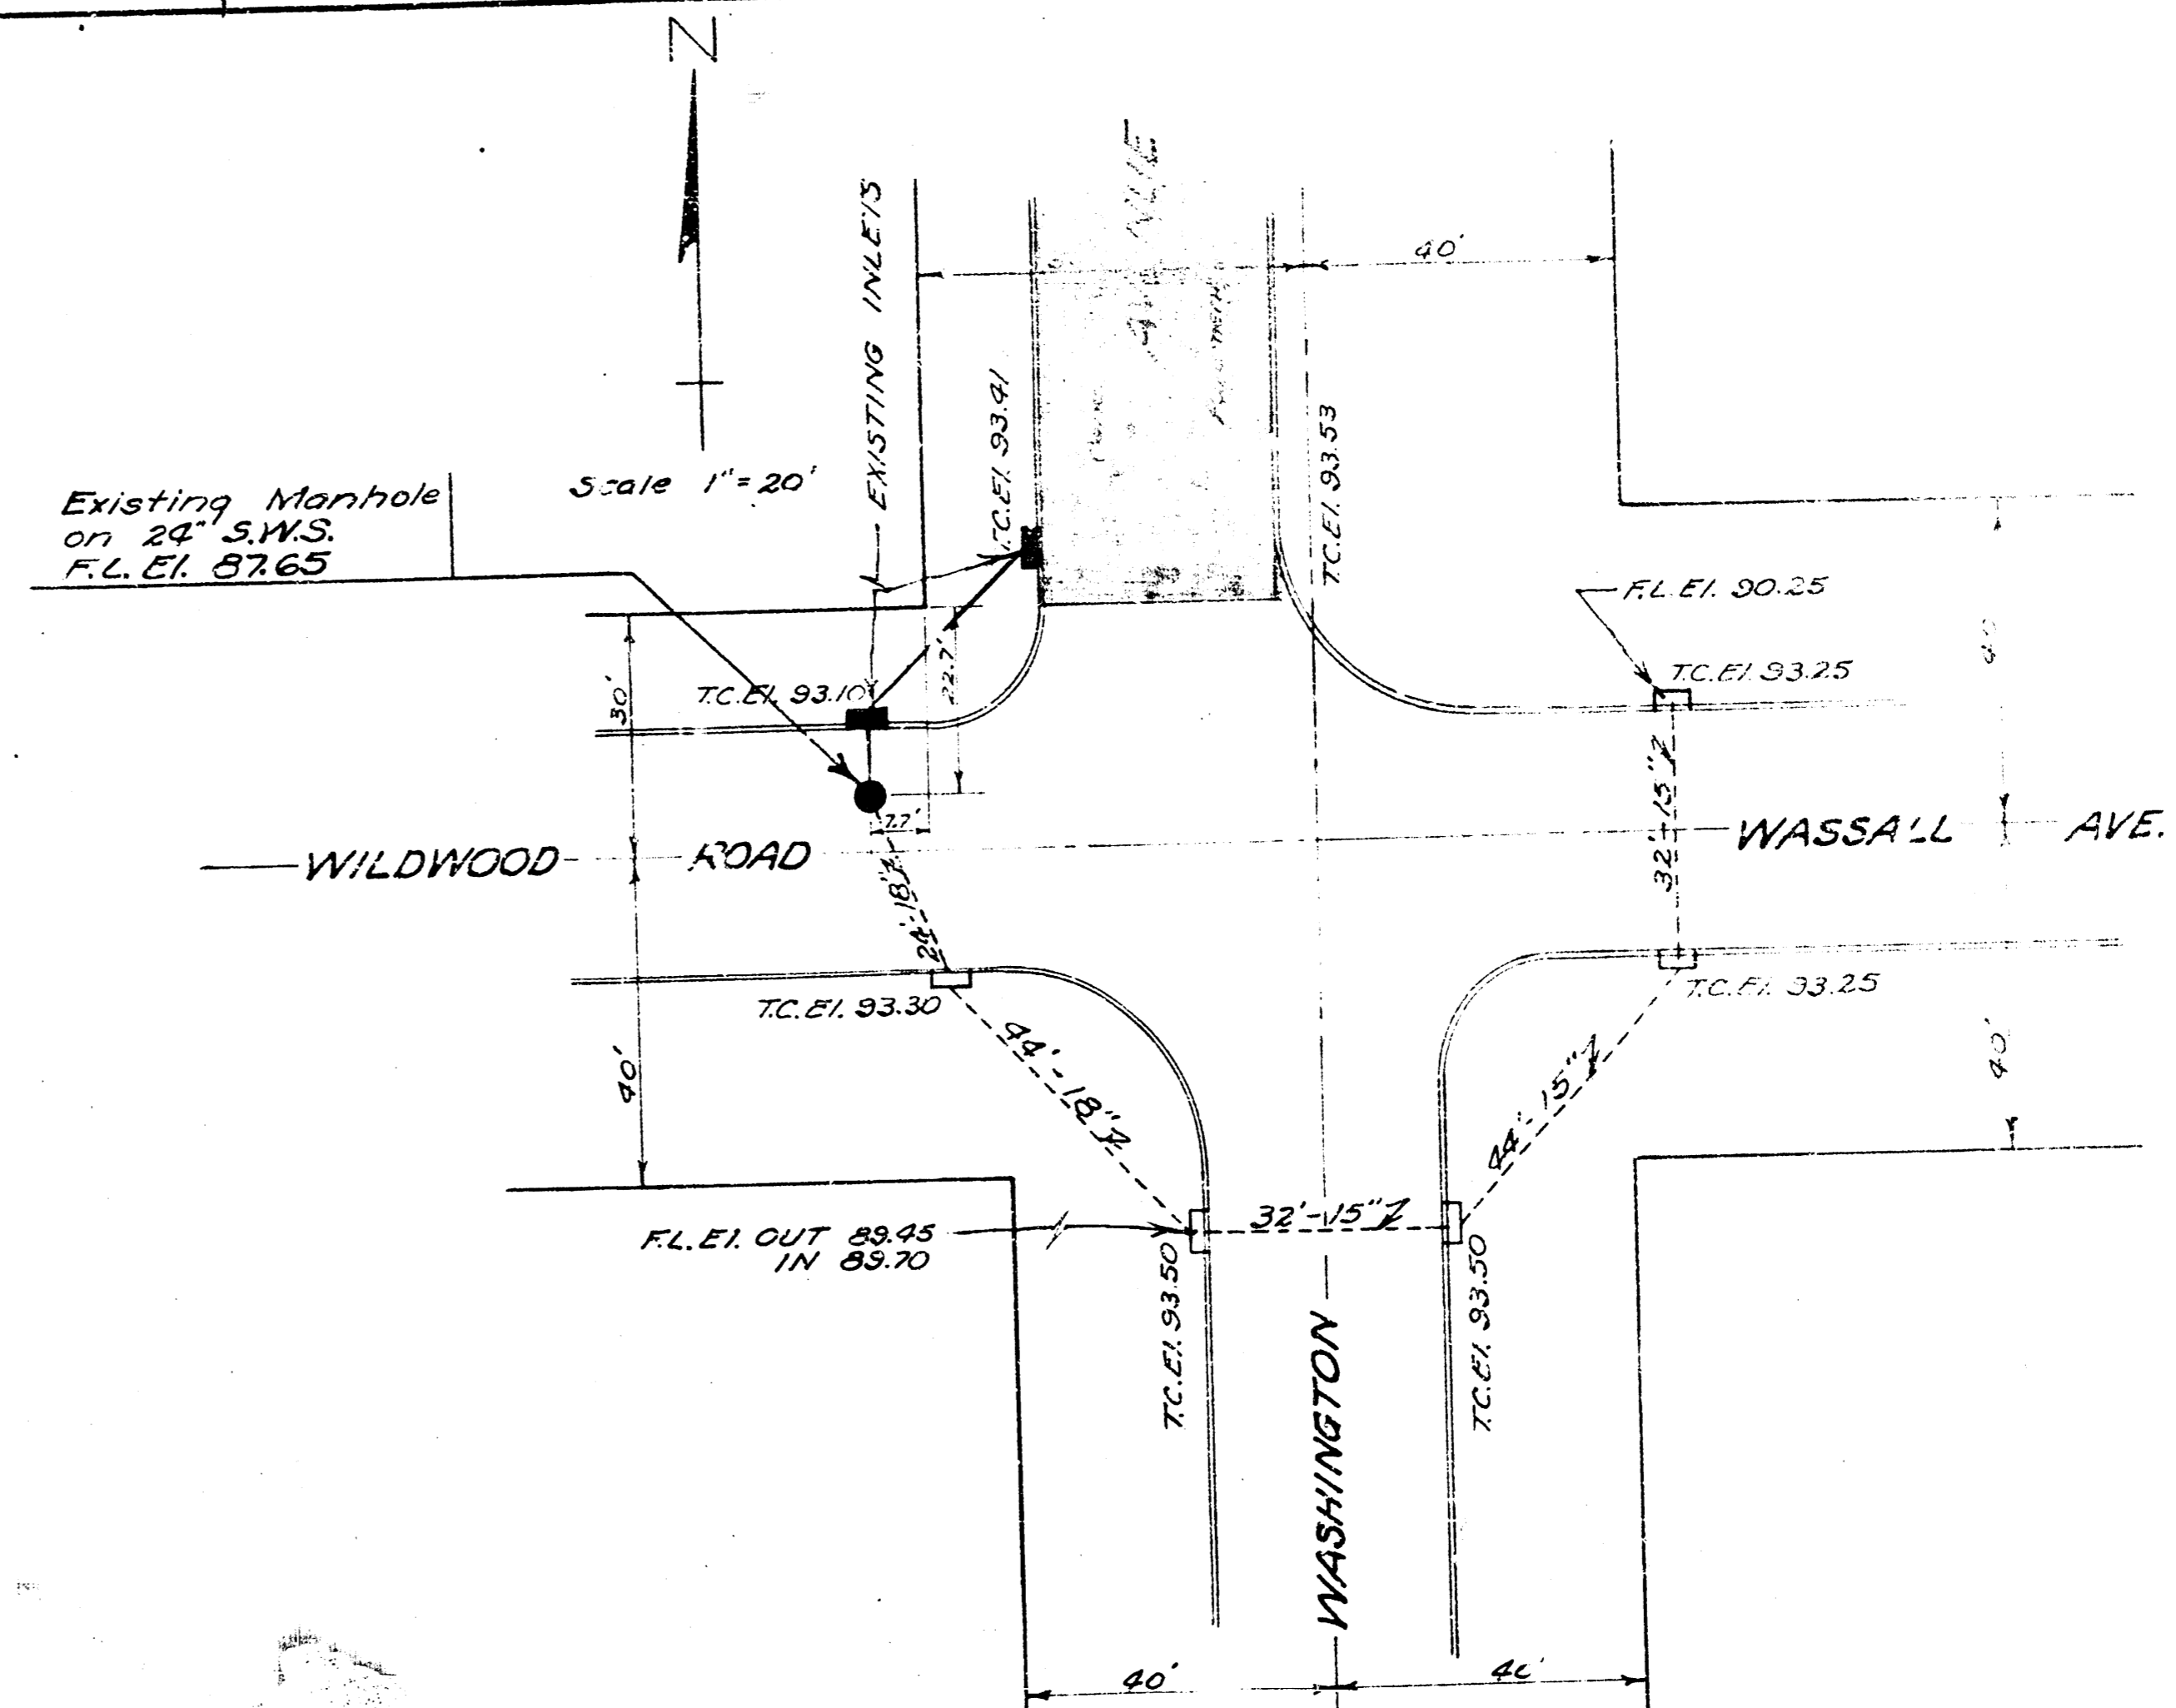 N
Scale 1"=20'
Existing Manhole
on 24" S.W.S.
F.L. El. 87.65
EXISTING INLETS
T.C.El. 93.41
40'
T.C.El. 93.53
F.L.El. 90.25
T.C.El. 93.25
T.C.El. 93.10
30'
22.7'
7.7'
WILDWOOD ROAD
WASSALL AVE.
32'-15"
24'-18"
T.C.El. 93.30
T.C.El. 93.25
40'
44'-18"
44'-15"
40'
F.L.El. OUT 89.45
IN 89.70
32'-15"
T.C.El. 93.50
T.C.El. 93.50
WASHINGTON
40'
40'